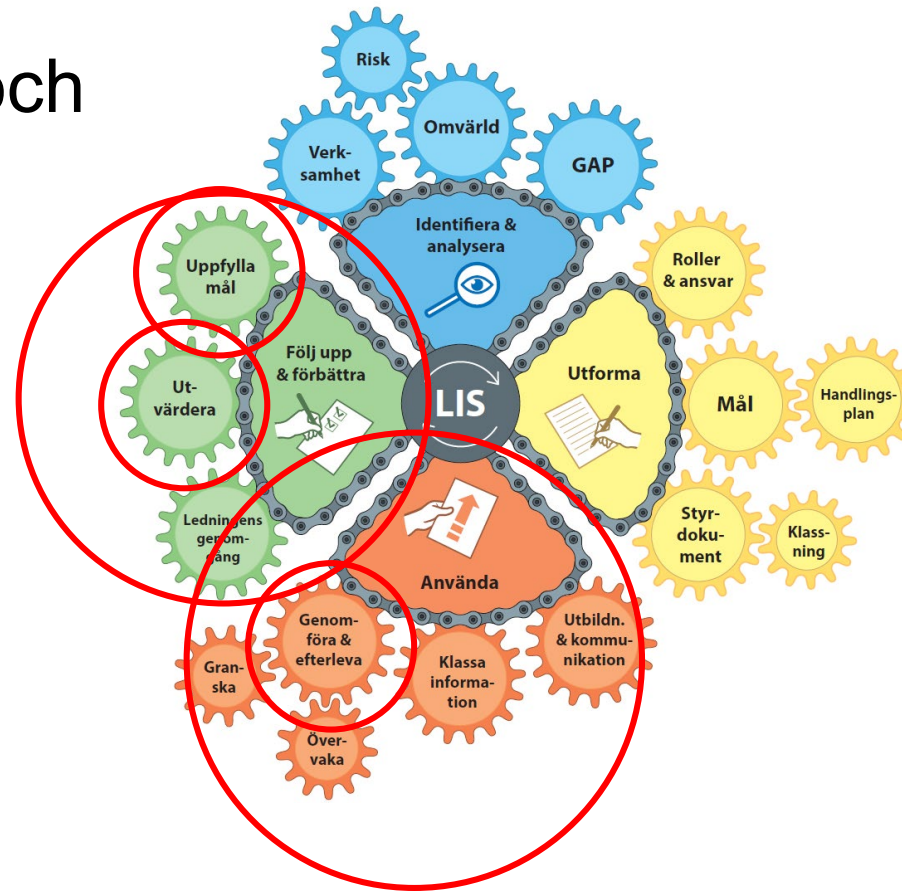 och
Risk
Verk-
samhet
Omvärld
GAP
Identifiera &
analysera
Uppfylla
mål
Ut-
värdera
Ledningens
genom-
gång
Följ upp
& förbättra
LIS
Utforma
Roller
& ansvar
Mål
Handlings-
plan
Styr-
doku-
ment
Klass-
ning
Använda
Genom-
föra &
efterleva
Gran-
ska
Över-
vaka
Klassa
informa-
tion
Utbildn.
& kommu-
nikation